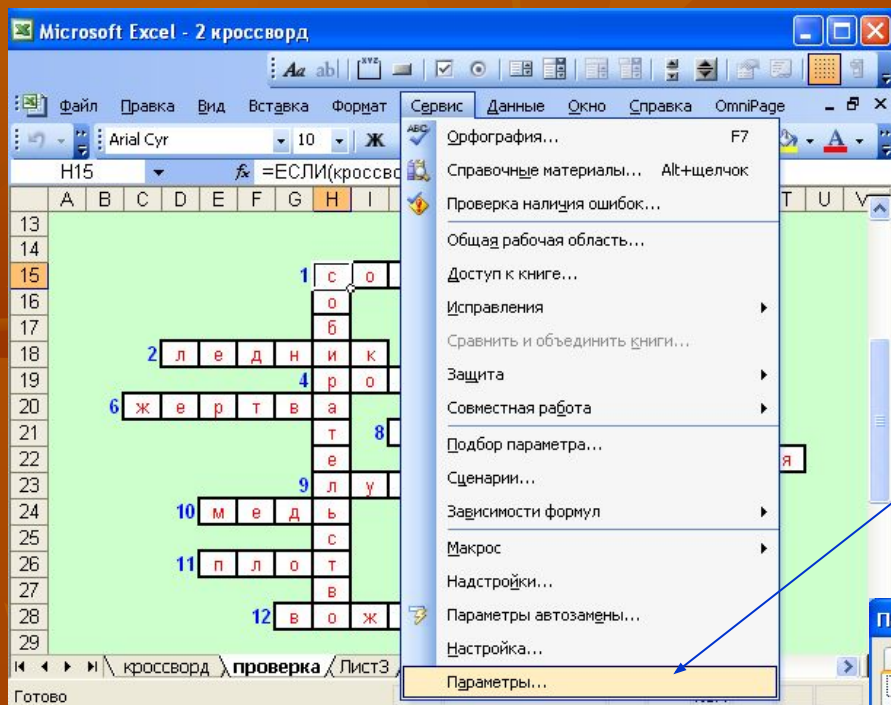 Microsoft Excel - 2 кроссворд
Aa ab| XYZ
Файл Правка Вид Вставка Формат Сервис Данные Окно Справка OmniPage
Arial Cyr 10 Ж А
H15 fx =ЕСЛИ(кроссво
A B C D E F G H I T U V
13
14
15 1 с о
16 о
17 б
18 2 л е д н и к
19 4 р о
20 6 ж е р т в а
21 т 8
22 е я
23 9 л у
24 10 м е д ь
25 с
26 11 п л о т
27 в
28 12 в о ж
29
кроссворд проверка Лист3
Готово
ABC Орфография... F7
Справочные материалы... Alt+щелчок
Проверка наличия ошибок...
Общая рабочая область...
Доступ к книге...
Исправления
Сравнить и объединить книги...
Защита
Совместная работа
Подбор параметра...
Сценарии...
Зависимости формул
Макрос
Надстройки...
Параметры автозамены...
Настройка...
Параметры...